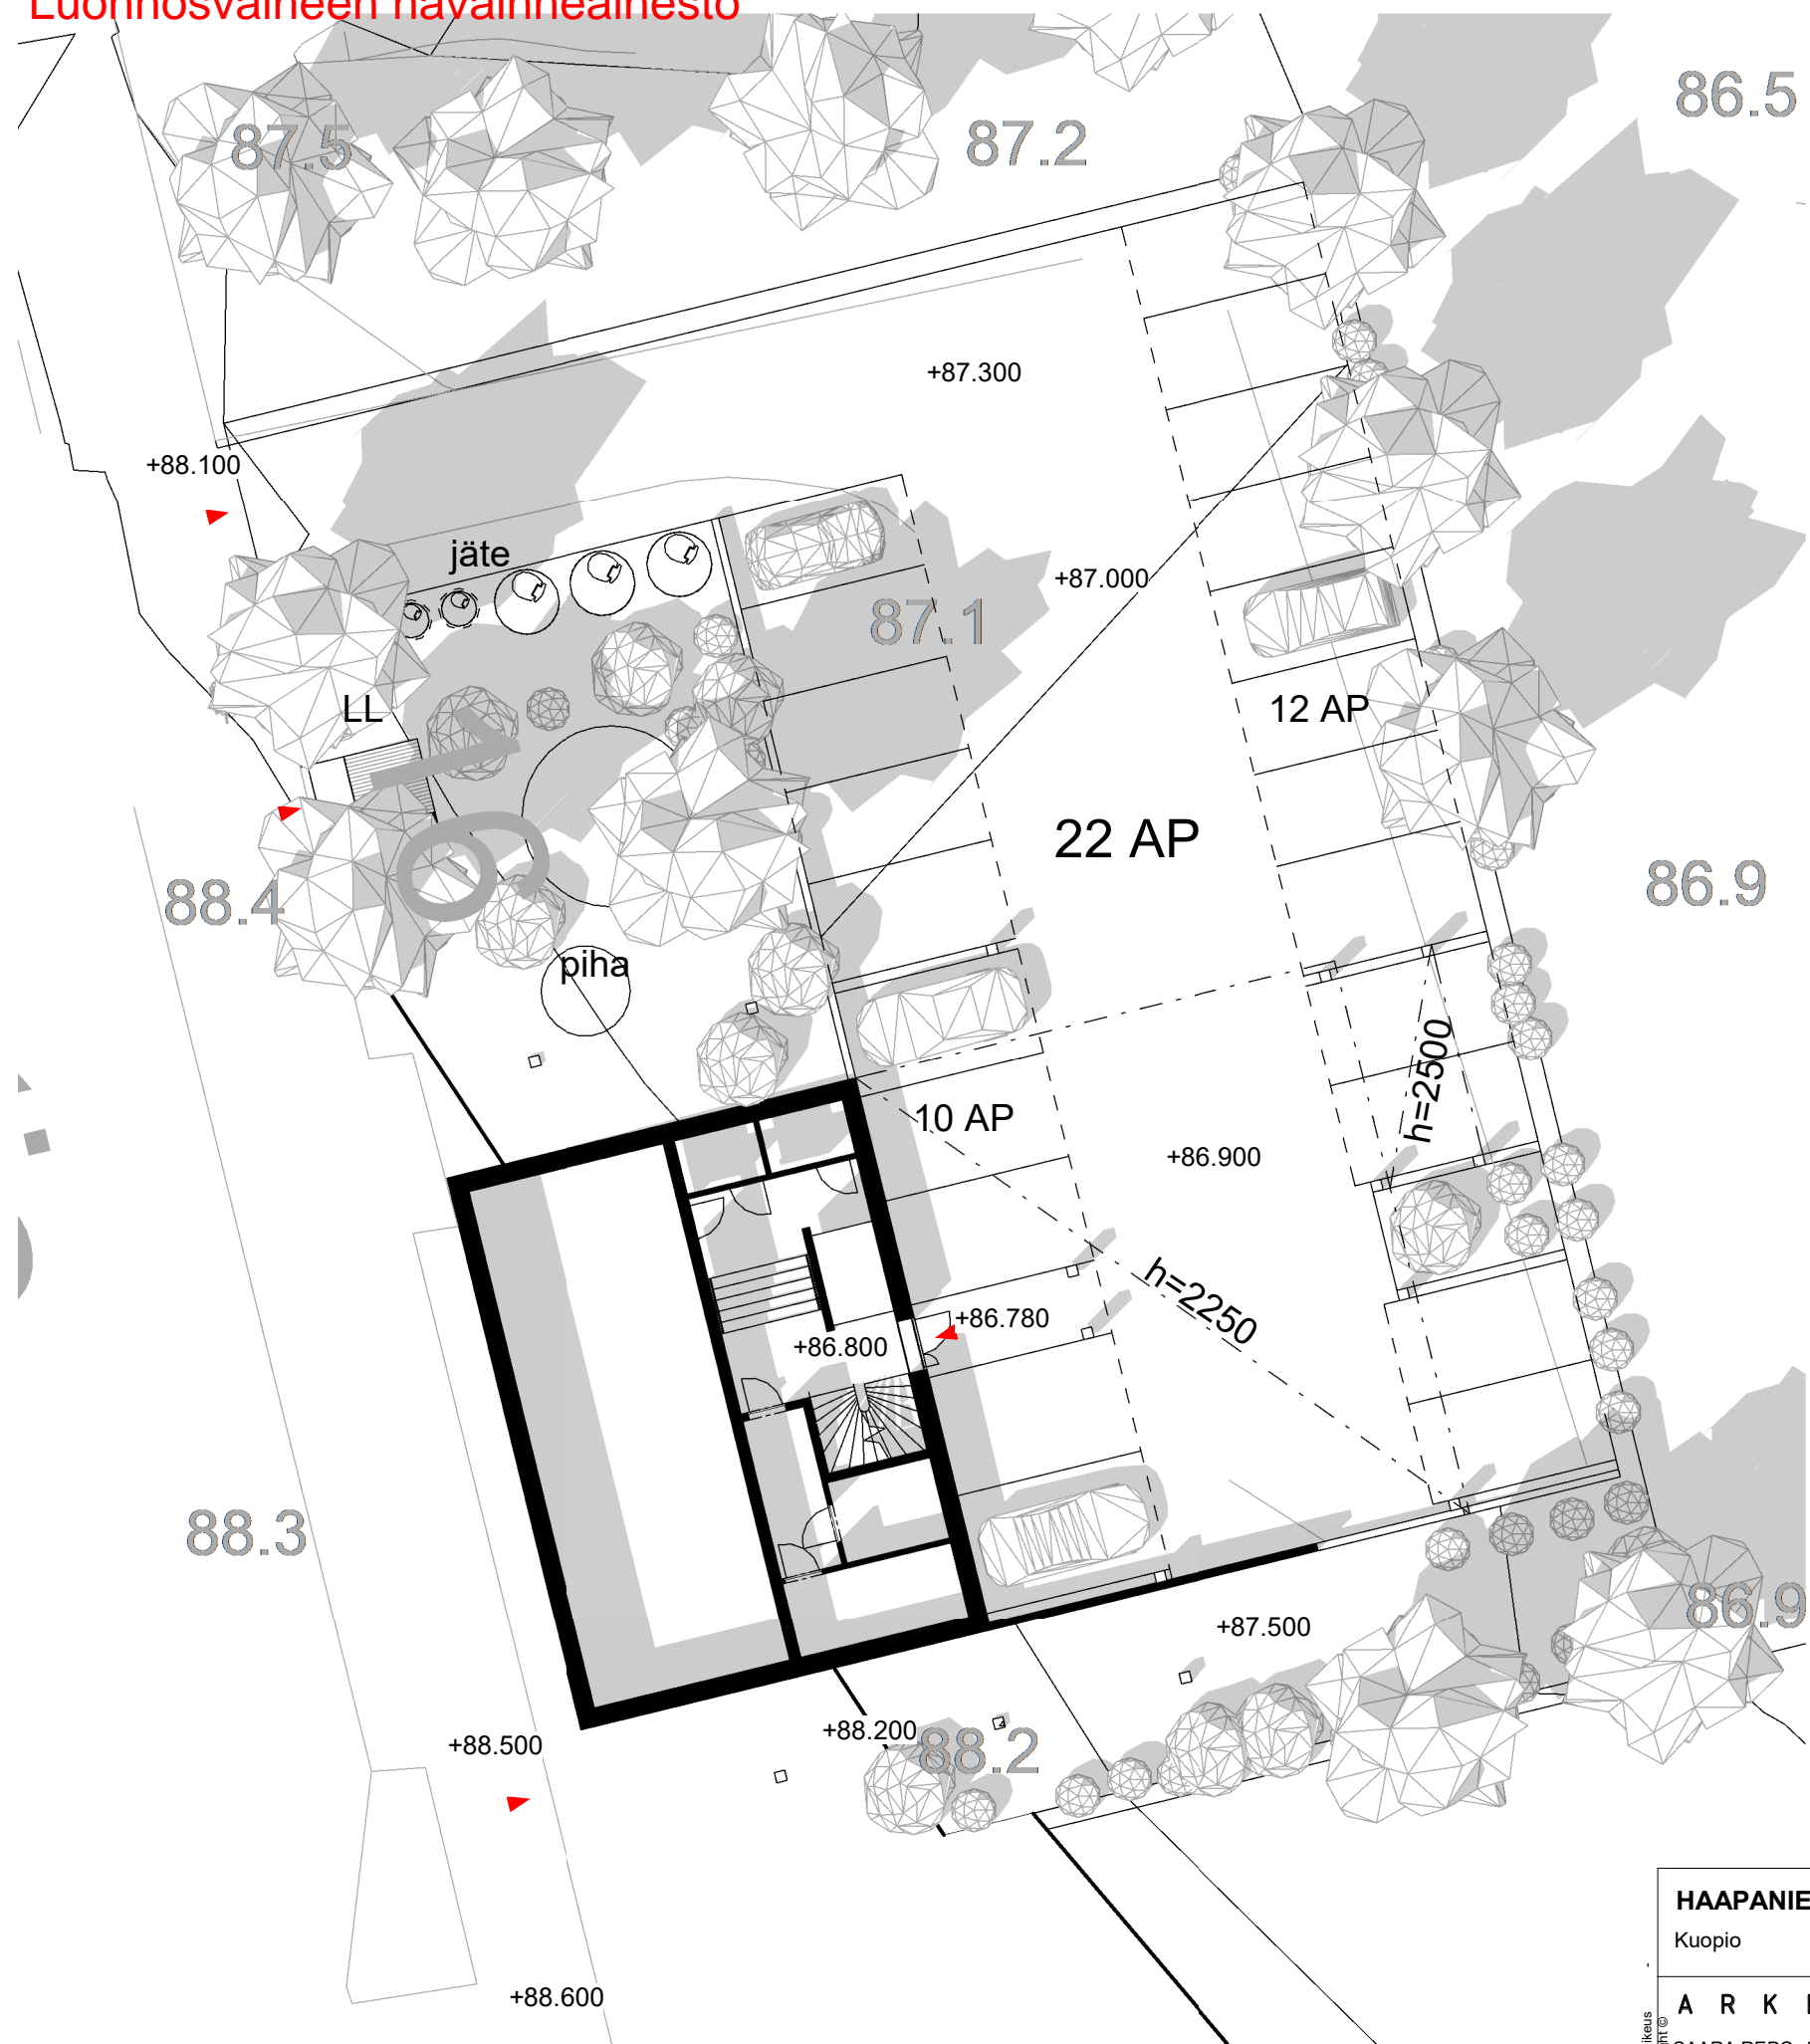 Luonnosvaiheen havainneaineisto
86.5
87.5
87.2
+87.300
+88.100
jäte
+87.000
87.1
LL
12 AP
22 AP
88.4
86.9
piha
h=2500
10 AP
+86.900
h=2250
+86.780
+86.800
88.3
86.9
+87.500
+88.200
88.2
+88.500
HAAPANIE
Kuopio
+88.600
A R K